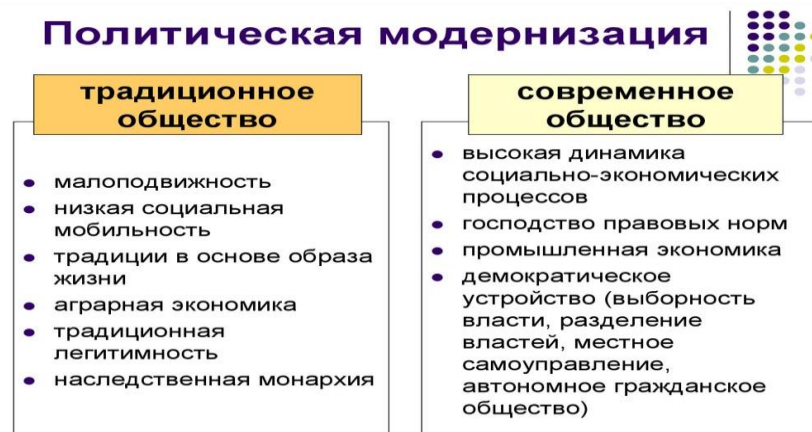 Политическая модернизация
традиционное
общество
малоподвижность
низкая социальная
мобильность
традиции в основе образа
жизни
аграрная экономика
традиционная
легитимность
наследственная монархия
современное
общество
высокая динамика
социально-экономических
процессов
господство правовых норм
промышленная экономика
демократическое
устройство (выборность
власти, разделение
властей, местное
самоуправление,
автономное гражданское
общество)